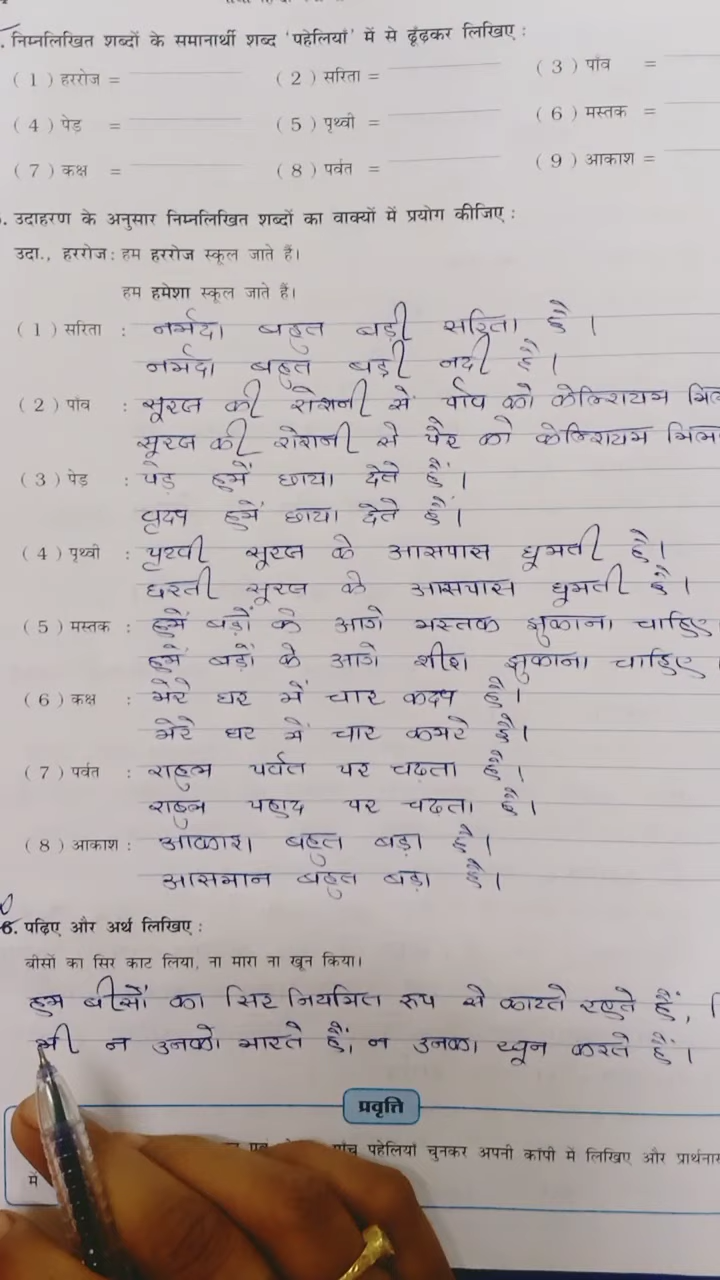 . निम्नलिखित शब्दों के समानार्थी शब्द 'पहेलियाँ' में से ढूँढ़कर लिखिए :
( 1 ) हररोज = ( 2 ) सरिता = ( 3 ) पाँव =
( 4 ) पेड़ = ( 5 ) पृथ्वी = ( 6 ) मस्तक =
( 7 ) कक्ष = ( 8 ) पर्वत = ( 9 ) आकाश =
. उदाहरण के अनुसार निम्नलिखित शब्दों का वाक्यों में प्रयोग कीजिए :
उदा., हररोज : हम हररोज स्कूल जाते हैं।
हम हमेशा स्कूल जाते हैं।
( 1 ) सरिता : नर्मदा बहुत बड़ी सरिता है।
नर्मदा बहुत बड़ी नदी है।
( 2 ) पाँव : सूरज की रोशनी से पाँव को केल्शियम
सूरज की रोशनी से पैर को केल्शियम
( 3 ) पेड़ : पेड़ हमें छाया देते हैं।
वृक्ष हमें छाया देते हैं।
( 4 ) पृथ्वी : पृथ्वी सूरज के आसपास घूमती है।
धरती सूरज के आसपास घूमती है।
( 5 ) मस्तक : हमें बड़ों के आगे मस्तक झुकाना चाहिए
हमें बड़ों के आगे शीश झुकाना चाहिए
( 6 ) कक्ष : मेरे घर में चार कक्ष है।
मेरे घर में चार कमरे है।
( 7 ) पर्वत : राहुल पर्वत पर चढ़ता है।
राहुल पहाड़ पर चढ़ता है।
( 8 ) आकाश : आकाश बहुत बड़ा है।
आसमान बहुत बड़ा है।
6. पढ़िए और अर्थ लिखिए :
बीसों का सिर काट लिया, ना मारा ना खून किया।
हम बीसों का सिर नियमित रूप से काटते रहते हैं,
भी न उनको मारते हैं, न उनका खून करते हैं।
प्रवृत्ति
पाँच पहेलियाँ चुनकर अपनी कॉपी में लिखिए और
में